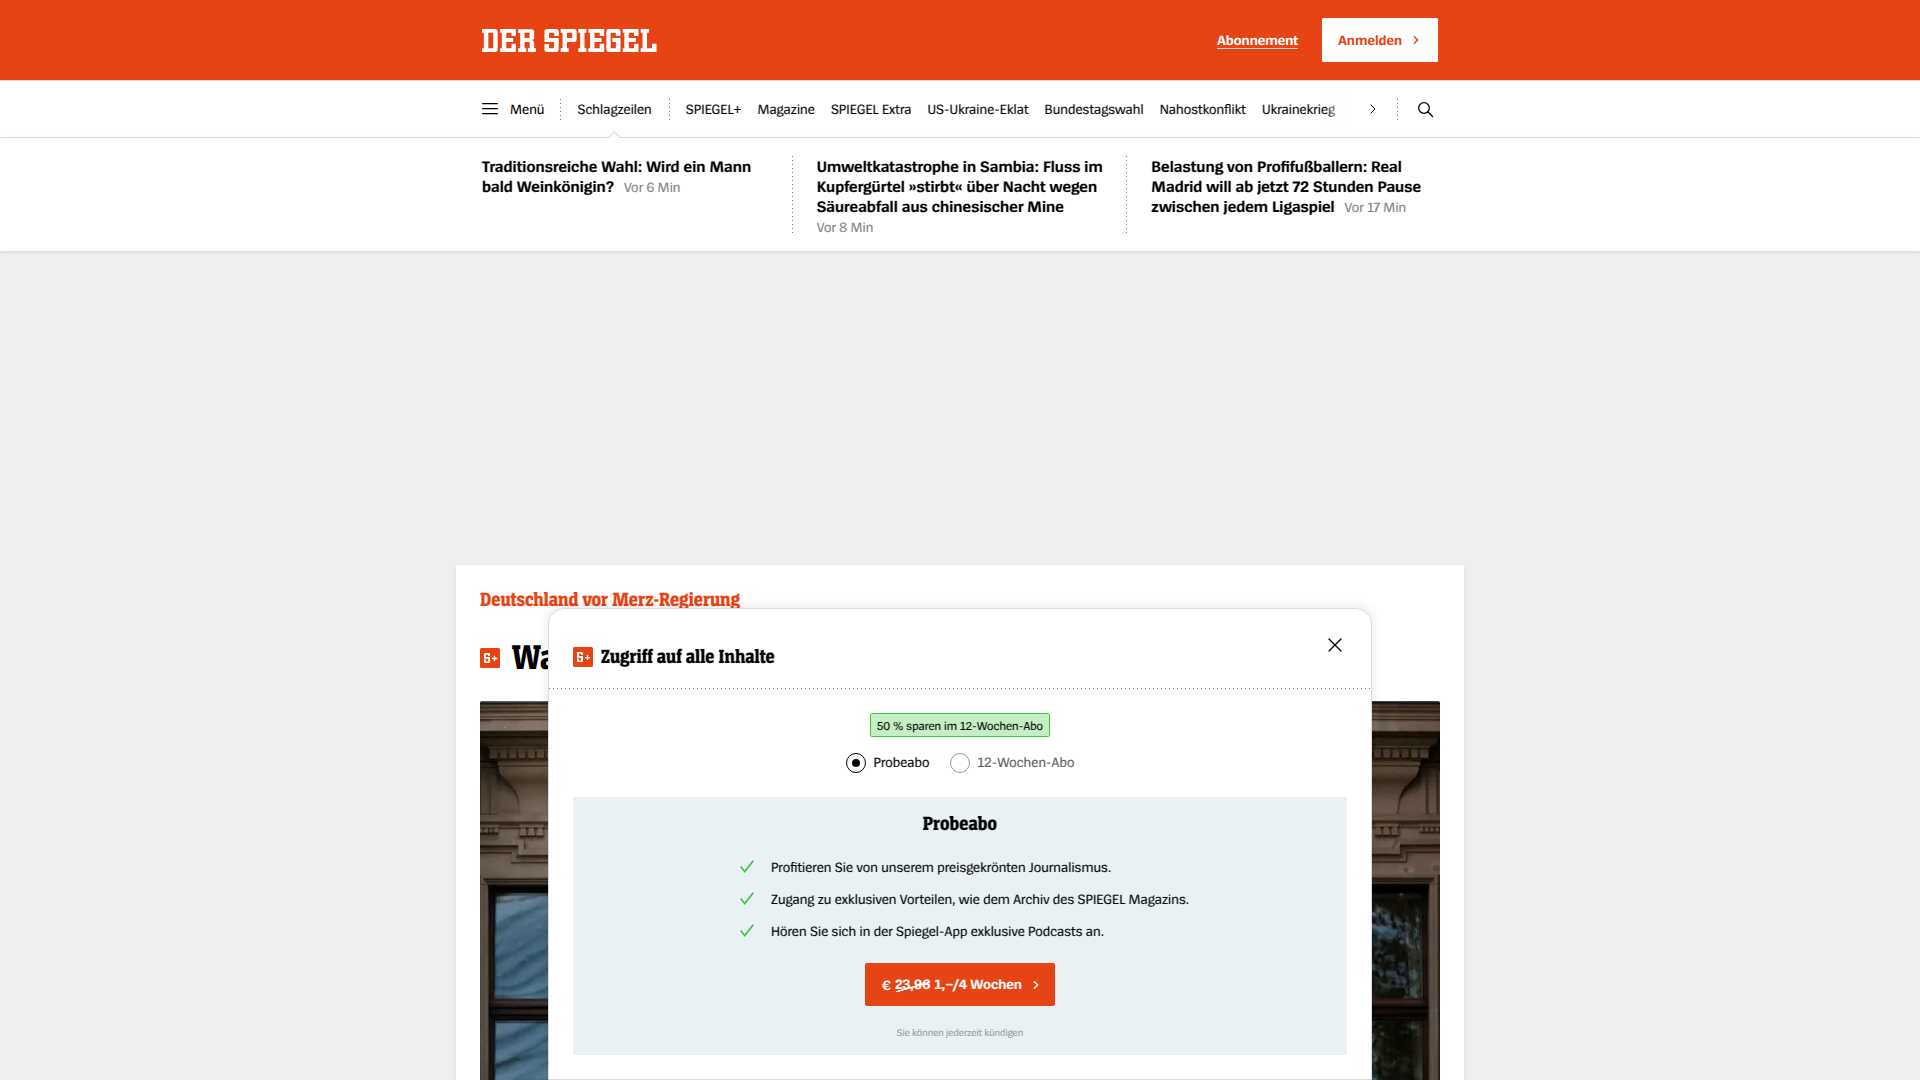 DER SPIEGEL
Abonnement
Anmelden
Menü
Schlagzeilen
SPIEGEL+
Magazine
SPIEGEL Extra
US-Ukraine-Eklat
Bundestagswahl
Nahostkonflikt
Ukrainekrieg
Traditionsreiche Wahl: Wird ein Mann
bald Weinkönigin? Vor 6 Min
Umweltkatastrophe in Sambia: Fluss im
Kupfergürtel »stirbt« über Nacht wegen
Säureabfall aus chinesischer Mine
Vor 8 Min
Belastung von Profifußballern: Real
Madrid will ab jetzt 72 Stunden Pause
zwischen jedem Ligaspiel Vor 17 Min
Deutschland vor Merz-Regierung
Zugriff auf alle Inhalte
50 % sparen im 12-Wochen-Abo
Probeabo
12-Wochen-Abo
Probeabo
Profitieren Sie von unserem preisgekrönten Journalismus.
Zugang zu exklusiven Vorteilen, wie dem Archiv des SPIEGEL Magazins.
Hören Sie sich in der Spiegel-App exklusive Podcasts an.
€ 23,96 1,–/4 Wochen
Sie können jederzeit kündigen